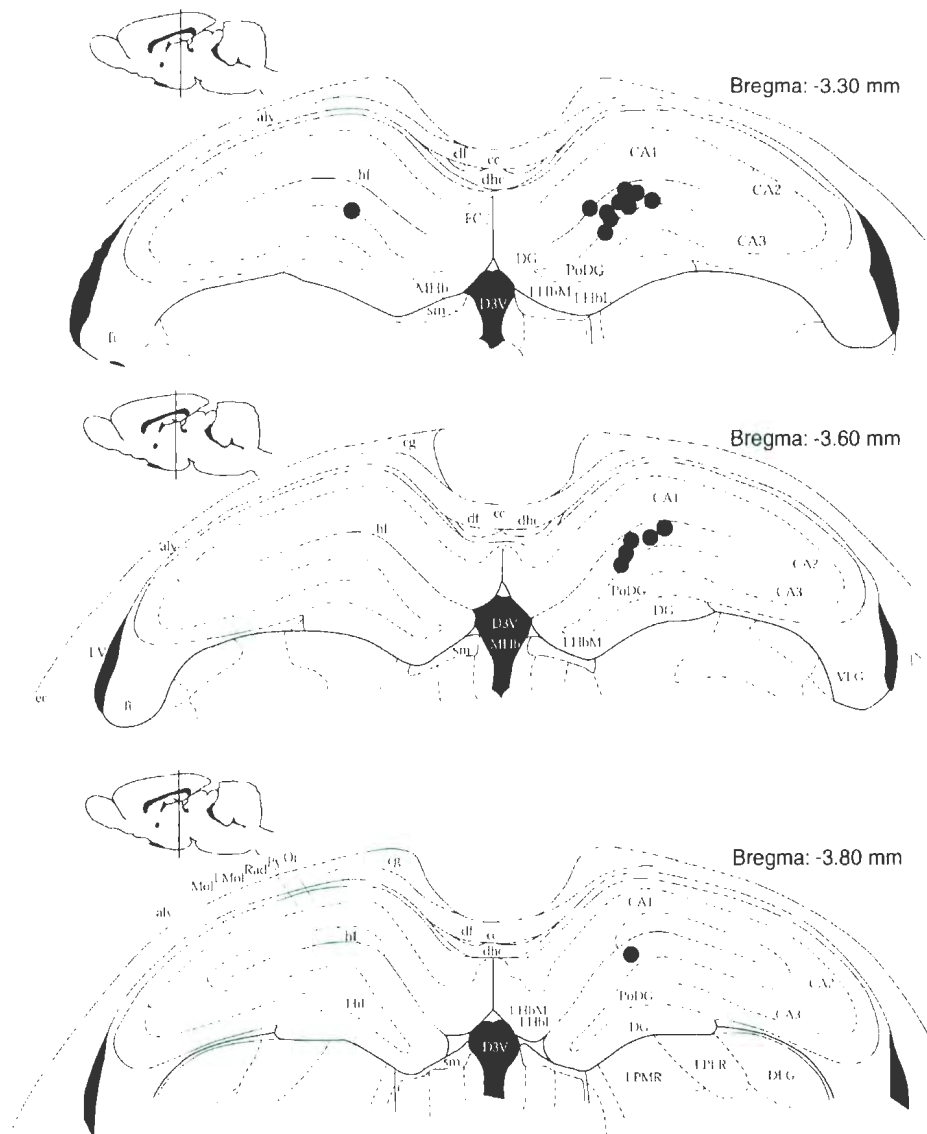 Bregma: -3.30 mm
alv
df
cc
dhc
CA1
CA2
hf
FC
CA3
DG
PoDG
MHb
LHbM
LHbL
sm
D3V
fi
Bregma: -3.60 mm
cg
CA1
df
cc
dhc
hf
alv
CA2
CA3
PoDG
DG
D3V
MHb
LHbM
sm
LV
VLG
ec
fi
Bregma: -3.80 mm
Mol
LMol
Rad
Py
Or
cg
alv
CA1
df
cc
dhc
hf
CA2
PoDG
Hil
LHbM
LHbL
CA3
DG
D3V
sm
LPMR
LPLR
DLG